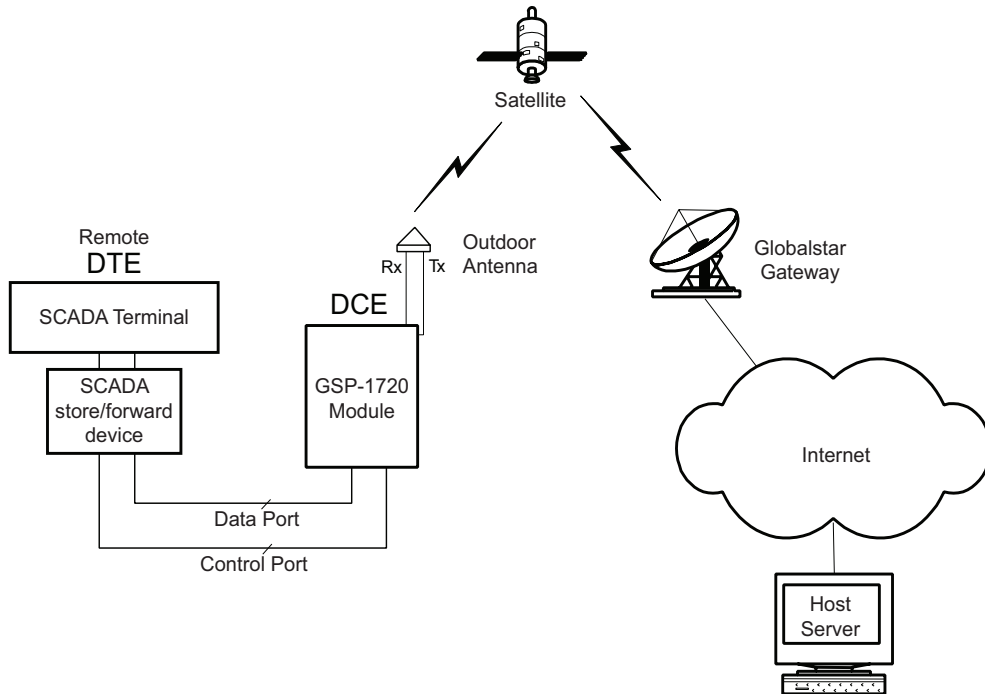 Satellite
Remote
DTE
SCADA Terminal
SCADA
store/forward
device
DCE
GSP-1720
Module
Rx
Tx
Outdoor
Antenna
Data Port
Control Port
Globalstar
Gateway
Internet
Host
Server